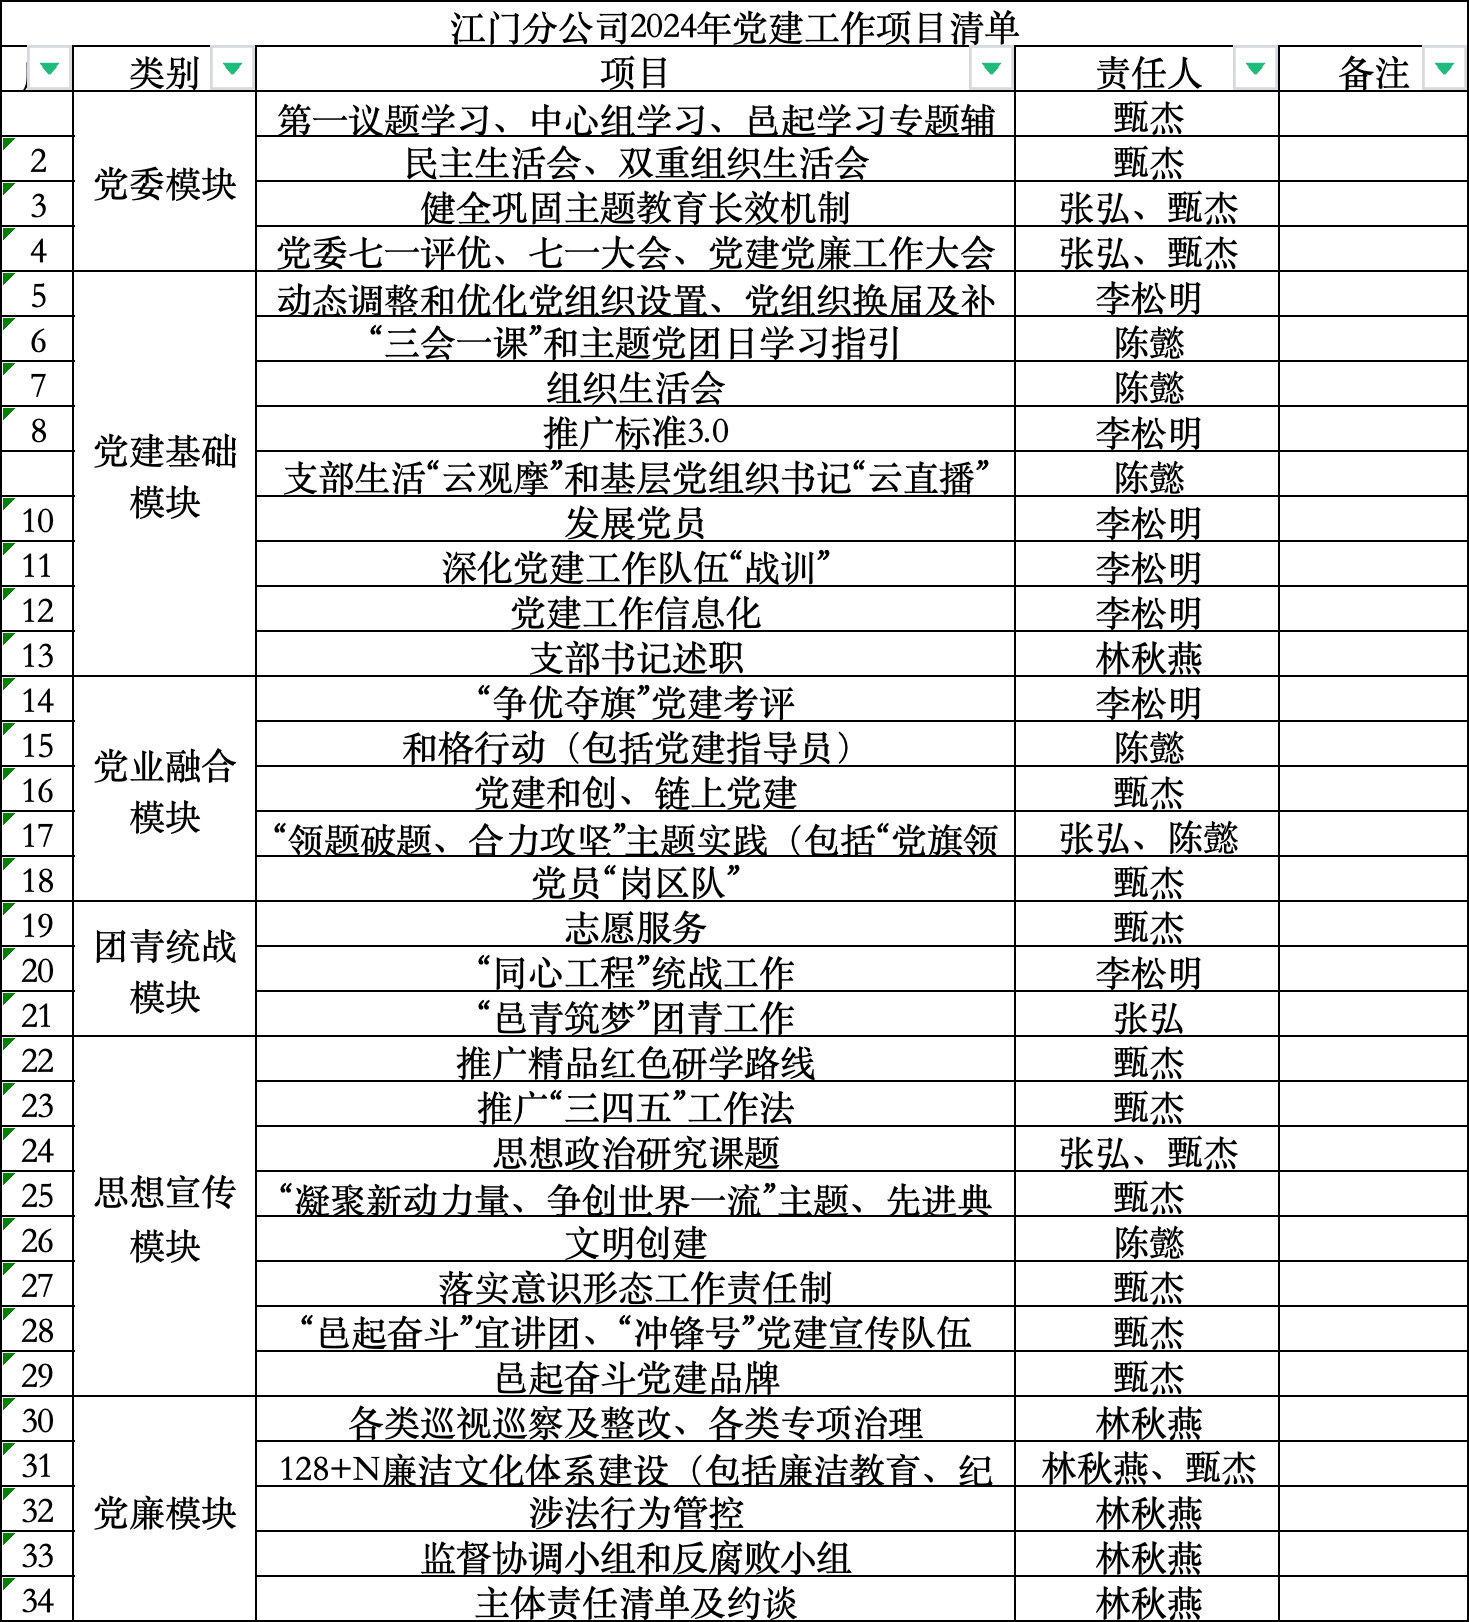 江门分公司2024年党建工作项目清单
类别 项目 责任人 备注
第一议题学习、中心组学习、邑起学习专题辅 甄杰
2 民主生活会、双重组织生活会 甄杰
党委模块
3 健全巩固主题教育长效机制 张弘、甄杰
4 党委七一评优、七一大会、党建党廉工作大会 张弘、甄杰
5 动态调整和优化党组织设置、党组织换届及补 李松明
6 “三会一课”和主题党团日学习指引 陈懿
7 组织生活会 陈懿
8 推广标准3.0 李松明
党建基础
模块
支部生活“云观摩”和基层党组织书记“云直播” 陈懿
10 发展党员 李松明
11 深化党建工作队伍“战训” 李松明
12 党建工作信息化 李松明
13 支部书记述职 林秋燕
14 “争优夺旗”党建考评 李松明
15 和格行动（包括党建指导员） 陈懿
党业融合
模块
16 党建和创、链上党建 甄杰
17 “领题破题、合力攻坚”主题实践（包括“党旗领 张弘、陈懿
18 党员“岗区队” 甄杰
19 志愿服务 甄杰
团青统战
模块
20 “同心工程”统战工作 李松明
21 “邑青筑梦”团青工作 张弘
22 推广精品红色研学路线 甄杰
23 推广“三四五”工作法 甄杰
24 思想政治研究课题 张弘、甄杰
思想宣传
模块
25 “凝聚新动力量、争创世界一流”主题、先进典 甄杰
26 文明创建 陈懿
27 落实意识形态工作责任制 甄杰
28 “邑起奋斗”宣讲团、“冲锋号”党建宣传队伍 甄杰
29 邑起奋斗党建品牌 甄杰
30 各类巡视巡察及整改、各类专项治理 林秋燕
31 128+N廉洁文化体系建设（包括廉洁教育、纪 林秋燕、甄杰
党廉模块
32 涉法行为管控 林秋燕
33 监督协调小组和反腐败小组 林秋燕
34 主体责任清单及约谈 林秋燕